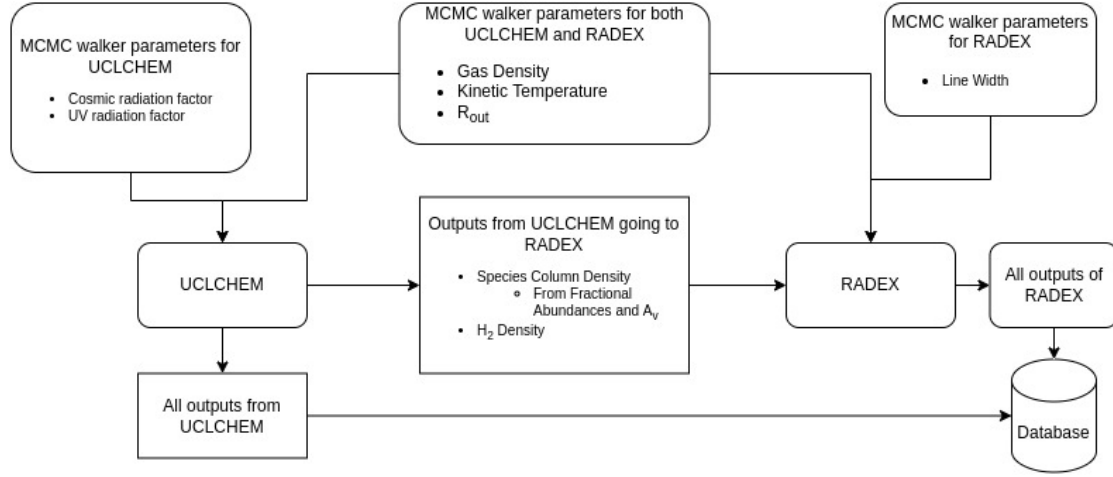 MCMC walker parameters for
UCLCHEM
• Cosmic radiation factor
• UV radiation factor
MCMC walker parameters for both
UCLCHEM and RADEX
• Gas Density
• Kinetic Temperature
• R_out
MCMC walker parameters
for RADEX
• Line Width
UCLCHEM
Outputs from UCLCHEM going to
RADEX
• Species Column Density
○ From Fractional
Abundances and A_v
• H₂ Density
RADEX
All outputs of
RADEX
All outputs from
UCLCHEM
Database